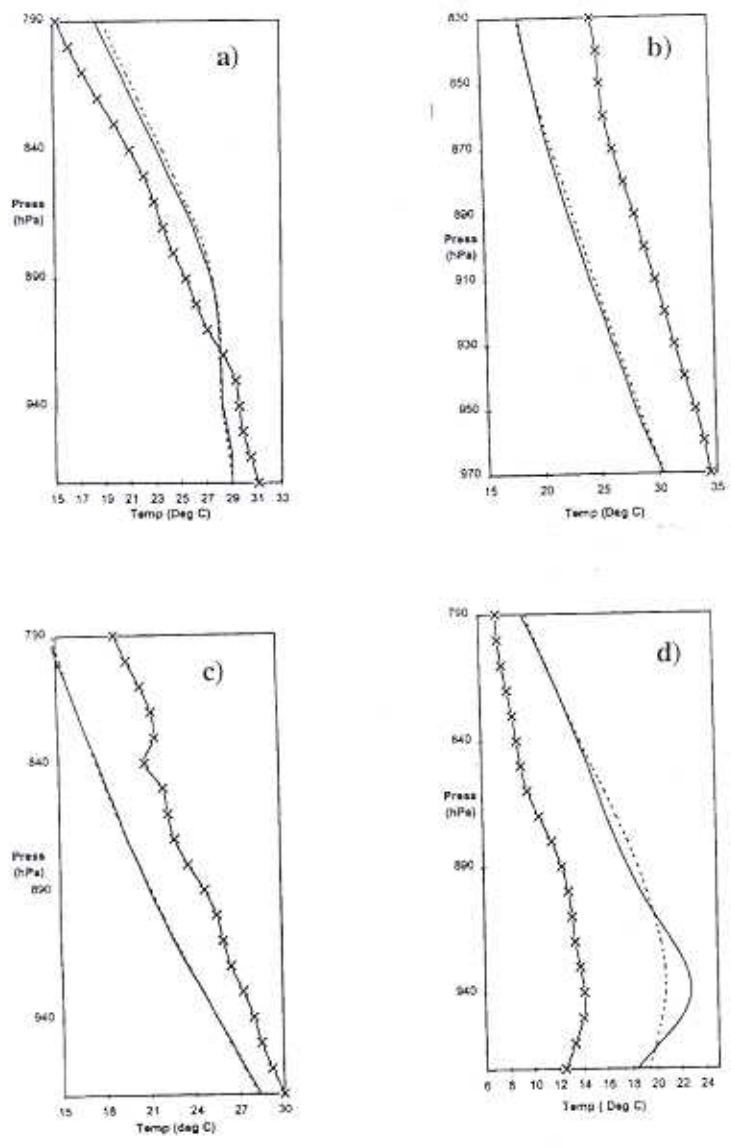 790
840
890
940
Press
(hPa)
a)
15 17 19 21 23 25 27 29 31 33
Temp (Deg C)
830
850
870
890
910
930
950
970
Press
(hPa)
b)
15 20 25 30 35
Temp (Deg C)
790
840
890
940
Press
(hPa)
c)
15 18 21 24 27 30
Temp (deg C)
790
840
890
940
Press
(hPa)
d)
6 8 10 12 14 16 18 20 22 24
Temp ( Deg C)